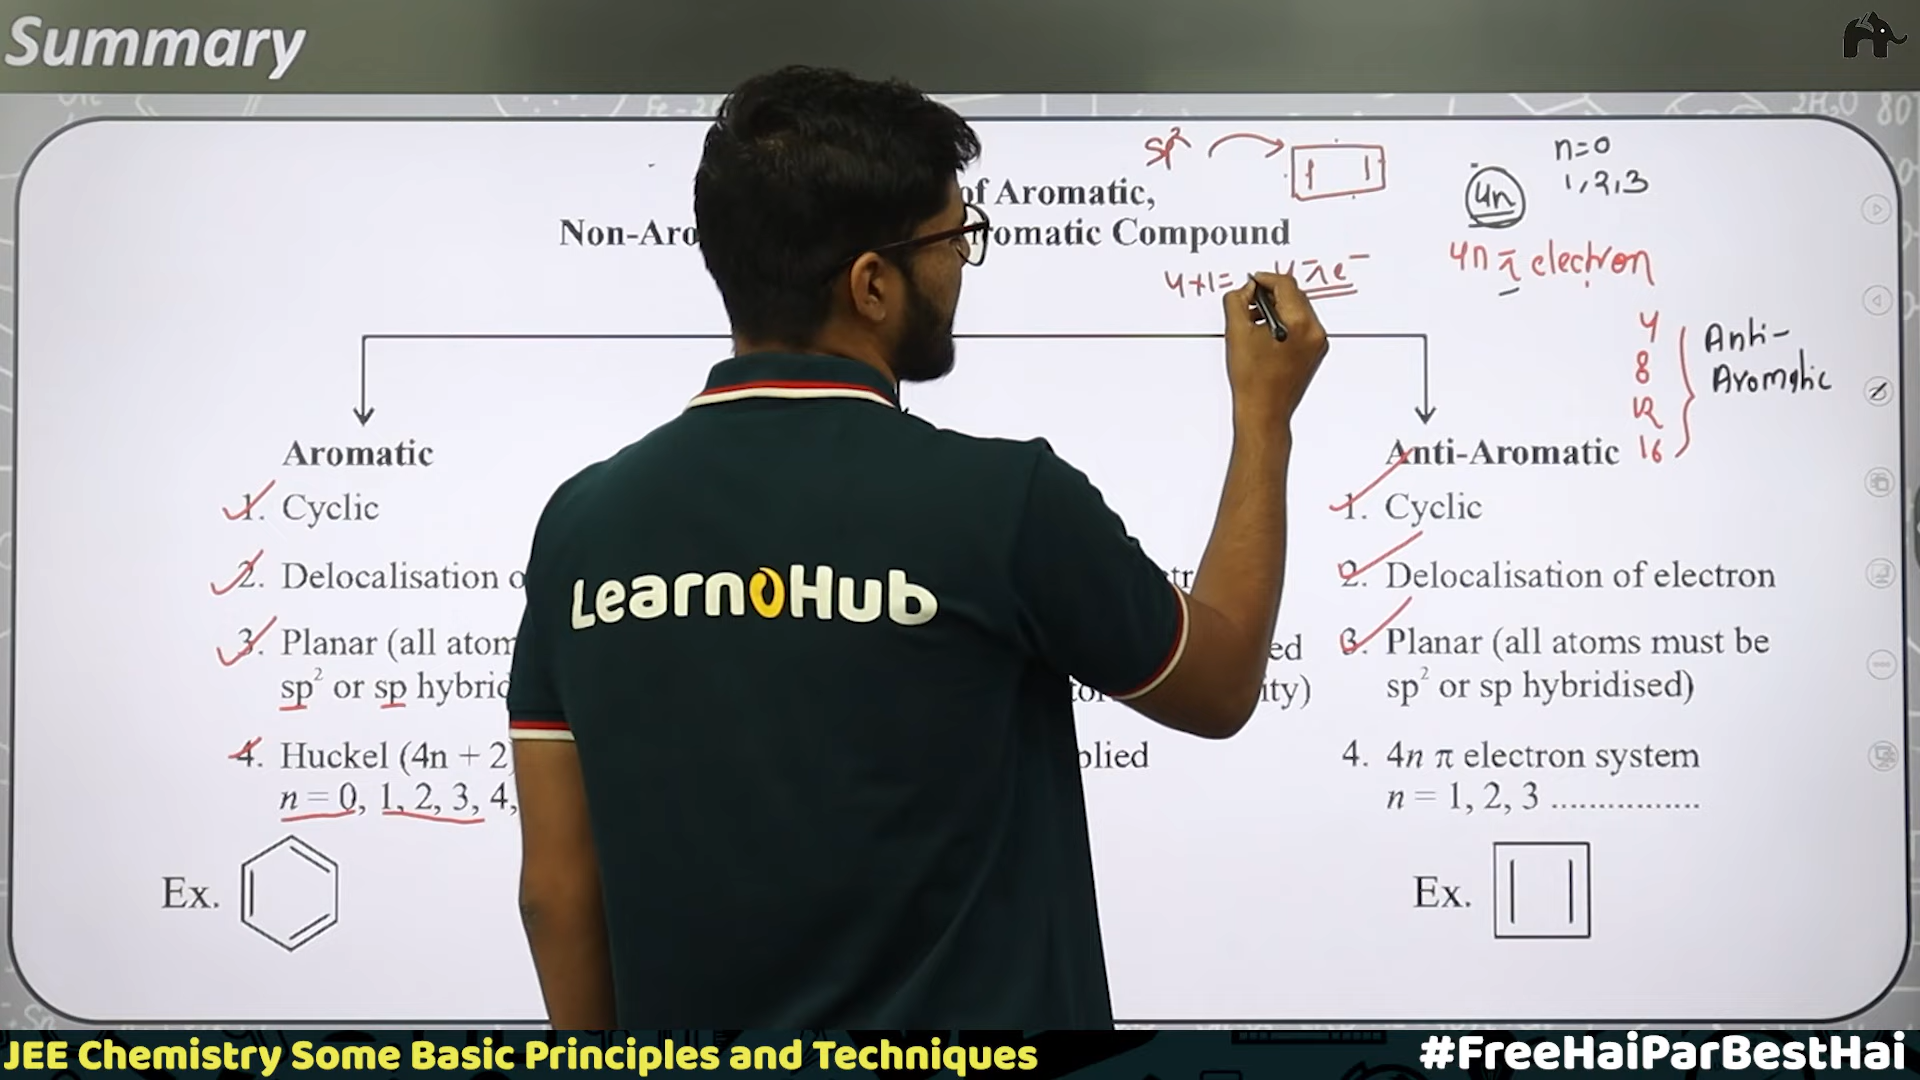 Summary
of Aromatic,
Non-Aro romatic Compound
sp²
4n
n=0
1,2,3
4n π electron
4×1= 4πe⁻
4
8
12
16
Anti-
Aromatic
Aromatic
1. Cyclic
2. Delocalisation o
3. Planar (all atom
sp² or sp hybrid
4. Huckel (4n + 2)
n = 0, 1, 2, 3, 4,
Ex.
tr
ed
ity)
plied
Anti-Aromatic
1. Cyclic
2. Delocalisation of electron
3. Planar (all atoms must be
sp² or sp hybridised)
4. 4n π electron system
n = 1, 2, 3 ................
Ex.
LearnoHub
JEE Chemistry Some Basic Principles and Techniques
#FreeHaiParBestHai